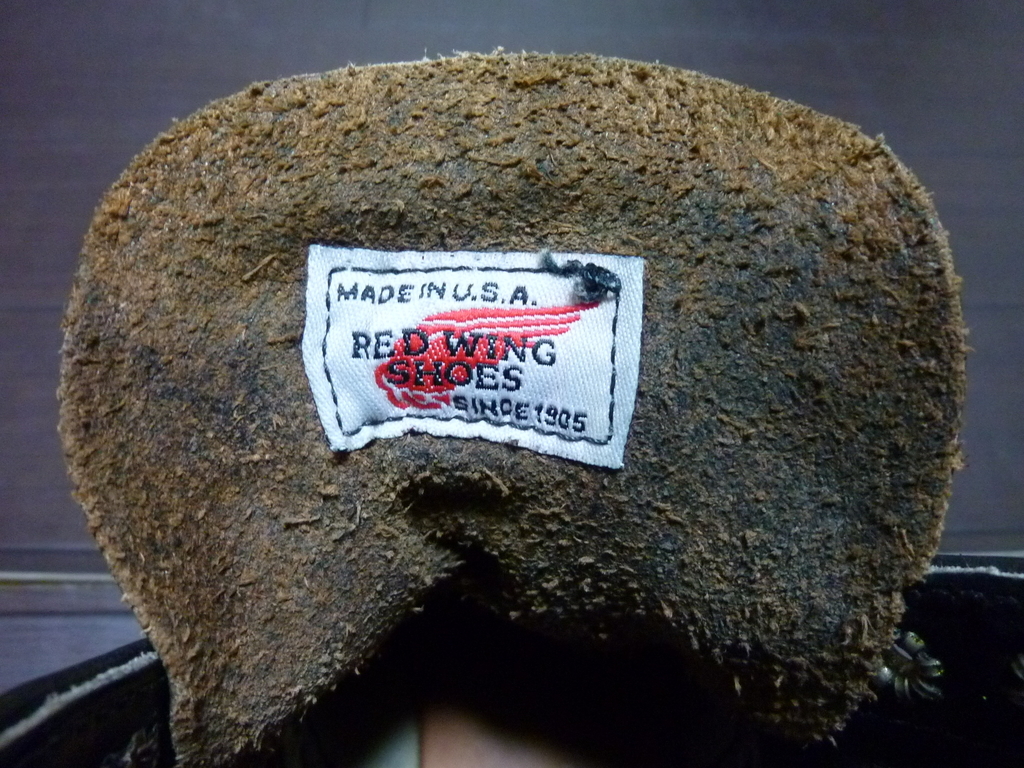 MADE IN U.S.A.
RED WING
SHOES
SINCE 1905